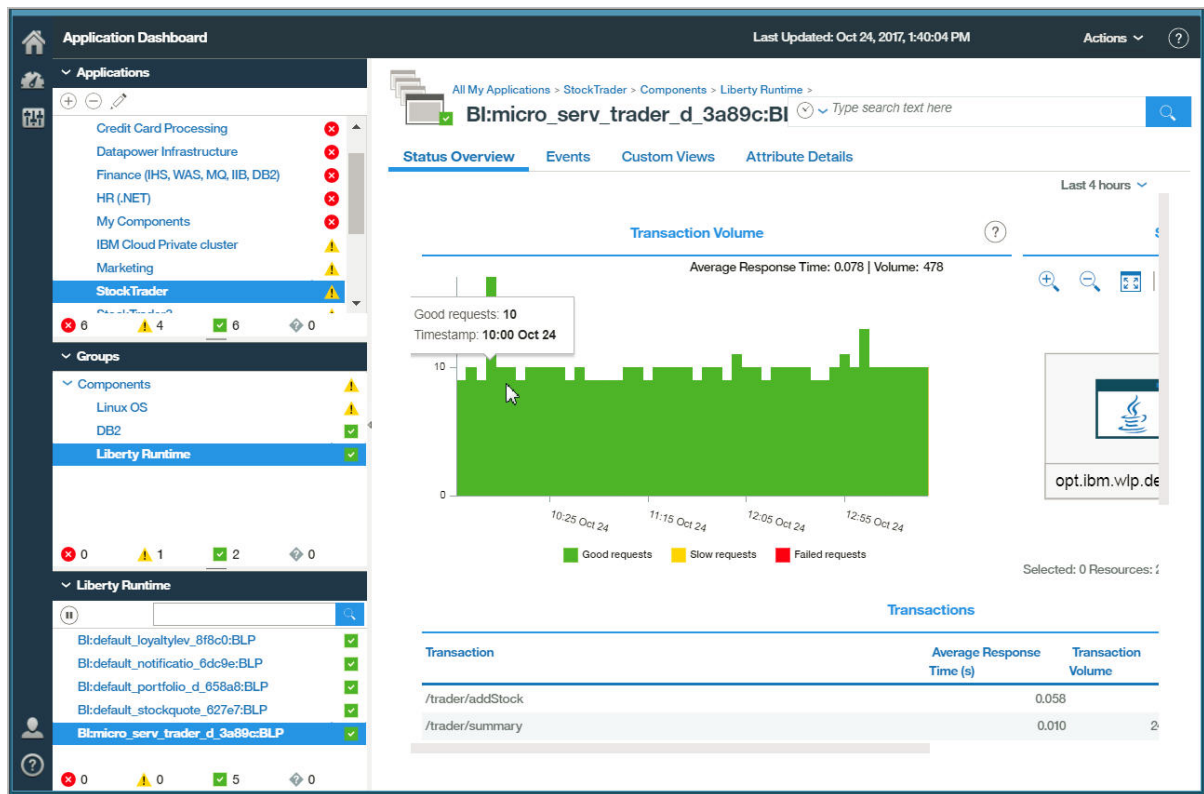 Application Dashboard
Last Updated: Oct 24, 2017, 1:40:04 PM
Actions
?
Applications
Credit Card Processing
Datapower Infrastructure
Finance (IHS, WAS, MQ, IIB, DB2)
HR (.NET)
My Components
IBM Cloud Private cluster
Marketing
StockTrader
6 4 6 0
Groups
Components
Linux OS
DB2
Liberty Runtime
0 1 2 0
Liberty Runtime
BI:default_loyaltylev_8f8c0:BLP
BI:default_notificatio_6dc9e:BLP
BI:default_portfolio_d_658a8:BLP
BI:default_stockquote_627e7:BLP
BI:micro_serv_trader_d_3a89c:BLP
0 0 5 0
?
All My Applications > StockTrader > Components > Liberty Runtime >
BI:micro_serv_trader_d_3a89c:Bl
Type search text here
Status Overview Events Custom Views Attribute Details
Last 4 hours
Transaction Volume
?
Average Response Time: 0.078 | Volume: 478
Good requests: 10
Timestamp: 10:00 Oct 24
10
0
10:25 Oct 24 11:15 Oct 24 12:05 Oct 24 12:55 Oct 24
Good requests Slow requests Failed requests
opt.ibm.wlp.de
Selected: 0 Resources:
Transactions
Transaction Average Response Time (s) Transaction Volume
/trader/addStock 0.058
/trader/summary 0.010